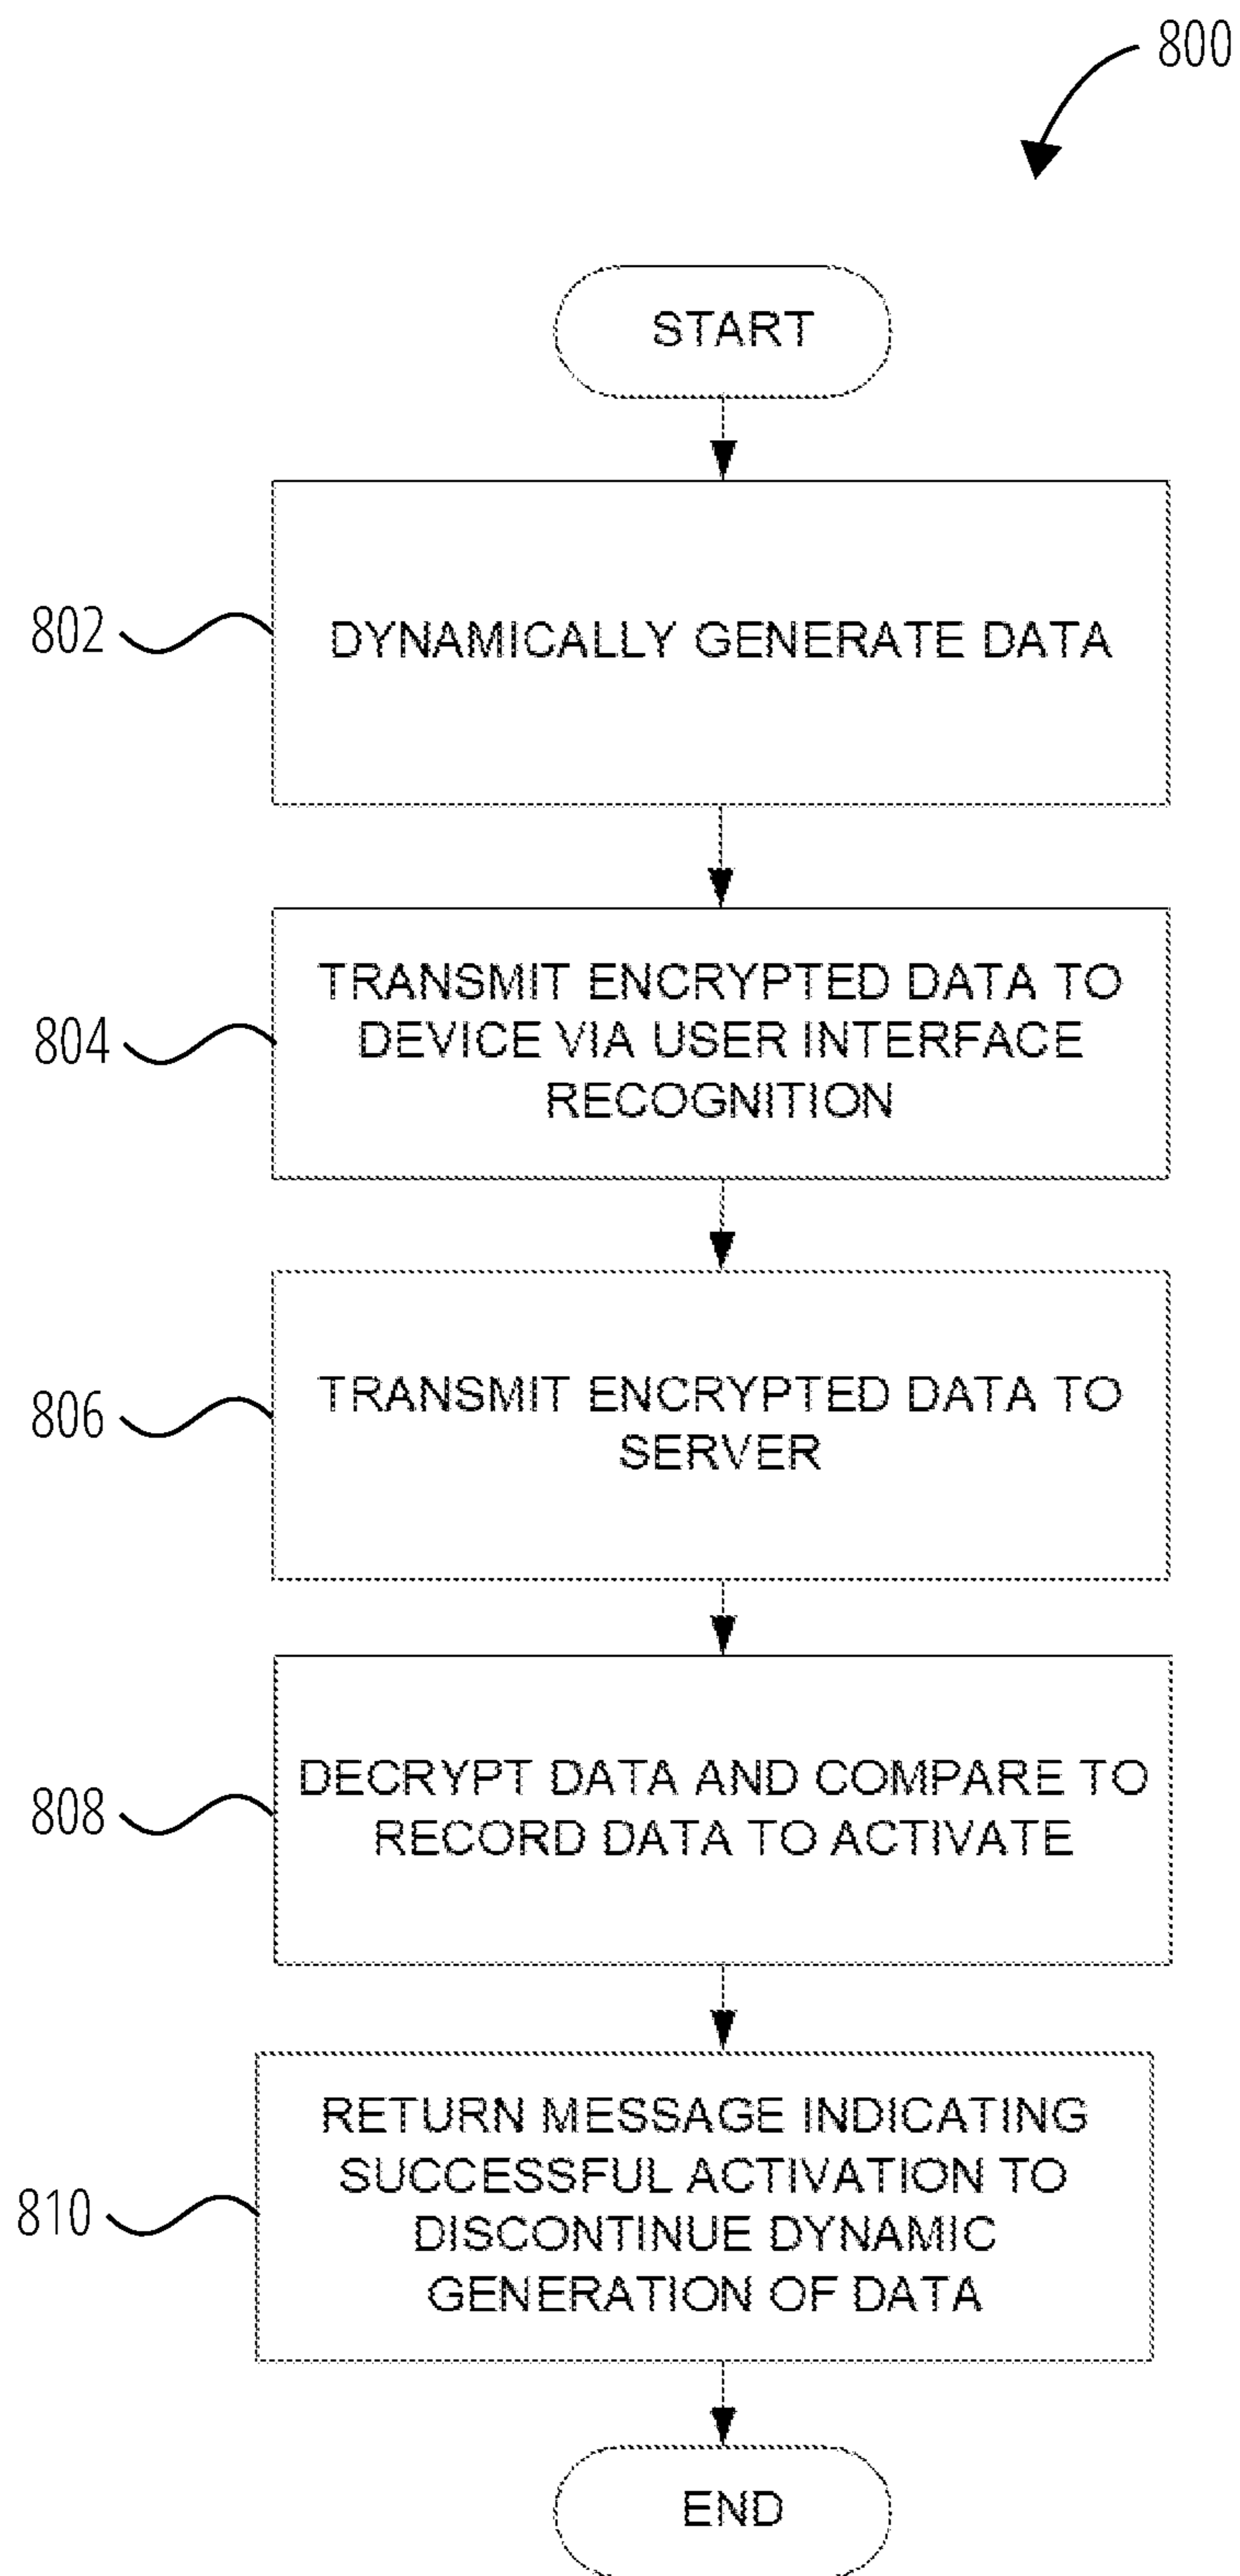 800
START
802
DYNAMICALLY GENERATE DATA
804
TRANSMIT ENCRYPTED DATA TO
DEVICE VIA USER INTERFACE
RECOGNITION
806
TRANSMIT ENCRYPTED DATA TO
SERVER
808
DECRYPT DATA AND COMPARE TO
RECORD DATA TO ACTIVATE
810
RETURN MESSAGE INDICATING
SUCCESSFUL ACTIVATION TO
DISCONTINUE DYNAMIC
GENERATION OF DATA
END